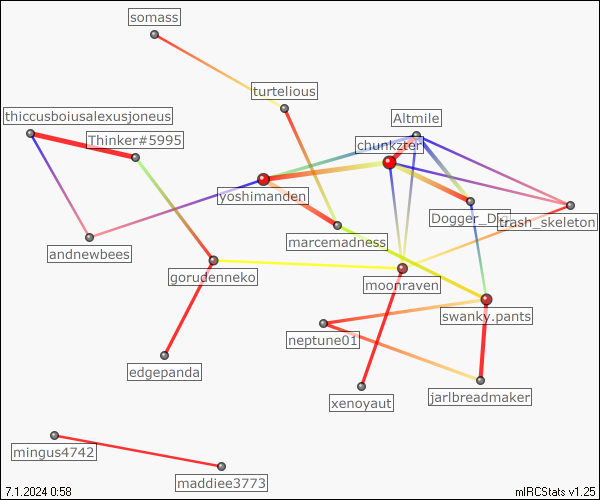 somass
turtelious
thiccusboiusalexusjoneus
Altmile
Thinker#5995
chunkzter
yoshimanden
Dogger_D
trash_skeleton
marcemadness
andnewbees
gorudenneko
moonraven
swanky.pants
neptune01
edgepanda
jarlbreadmaker
xenoyaut
mingus4742
maddiee3773
7.1.2024 0:58
mIRCStats v1.25